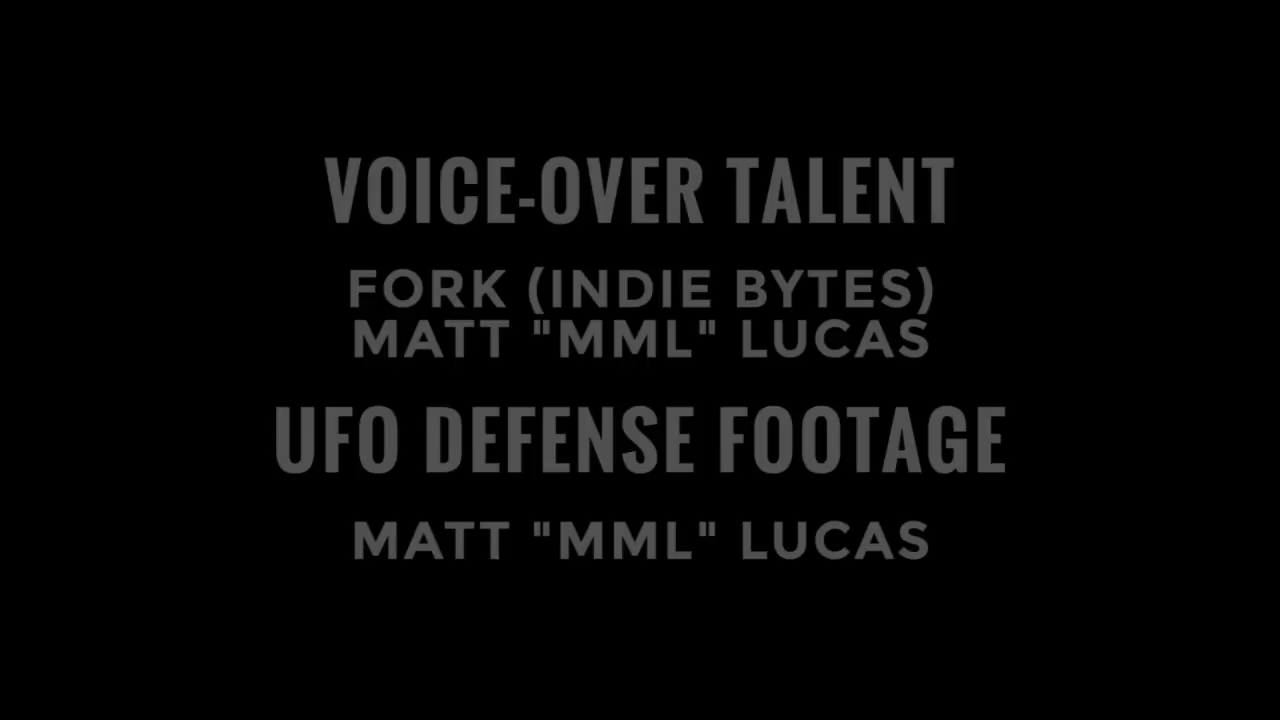 VOICE-OVER TALENT
FORK (INDIE BYTES)
MATT "MML" LUCAS
UFO DEFENSE FOOTAGE
MATT "MML" LUCAS